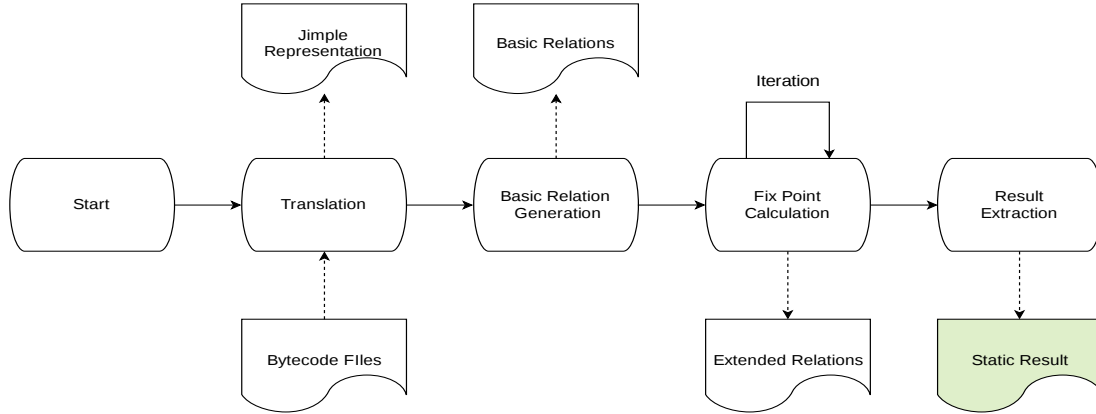 Jimple
Representation
Basic Relations
Iteration
Start
Translation
Basic Relation
Generation
Fix Point
Calculation
Result
Extraction
Bytecode FIles
Extended Relations
Static Result